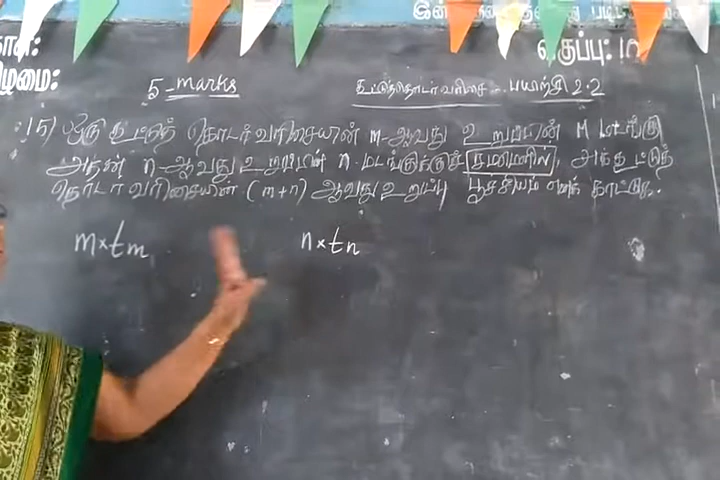 வகுப்பு: 10
5 - marks
கூட்டுத்தொடர் வரிசை - பயிற்சி 2.2
15) ஒரு கூட்டுத் தொடர் வரிசையின் m-ஆவது உறுப்பின் m மடங்கு
அதன் n-ஆவது உறுப்பின் n மடங்குக்குச் சமமெனில், அந்த கூட்டுத்
தொடர் வரிசையின் (m+n) ஆவது உறுப்பு பூச்சியம் எனக் காட்டுக.
m×tm n×tn